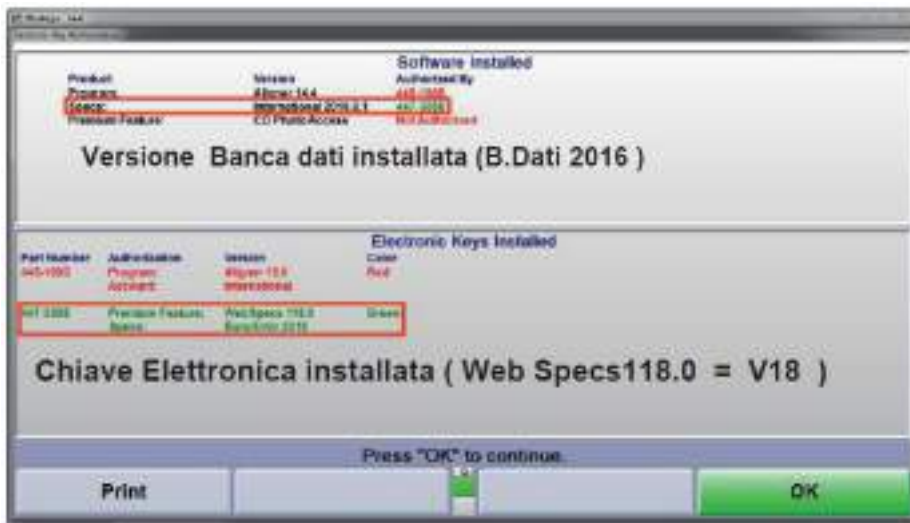 Software Installed
Product Version Authorized By
Program: Aligner 14.4
Specs: International 2016.2.1
Premium Feature: CD Photo Access Not Authorized
Versione Banca dati installata (B.Dati 2016 )
Electronic Keys Installed
Part Number Authorization Version Color
Program: Aligner Red
Account: International
Premium Feature: WebSpecs 118.0 Green
Specs:
Chiave Elettronica installata ( Web Specs118.0 = V18 )
Press "OK" to continue.
Print OK